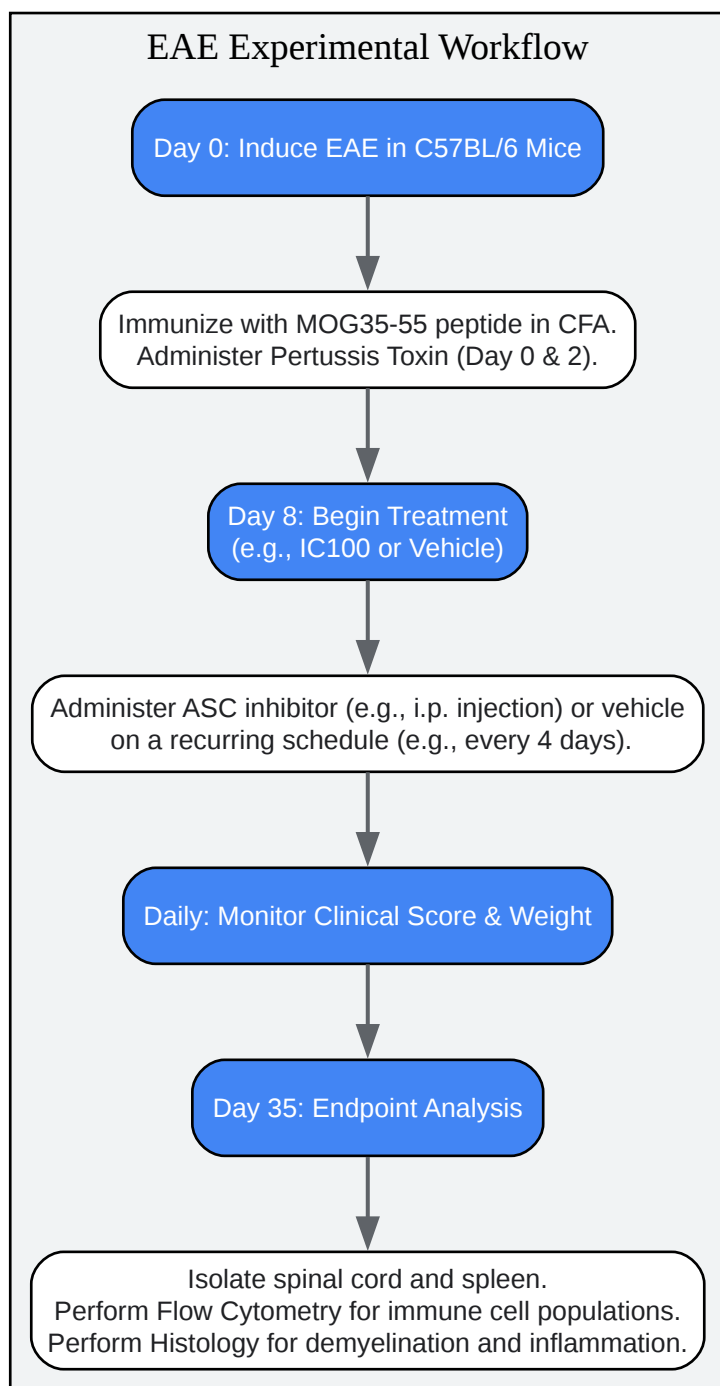 EAE Experimental Workflow
Day 0: Induce EAE in C57BL/6 Mice
Immunize with MOG35-55 peptide in CFA.
Administer Pertussis Toxin (Day 0 & 2).
Day 8: Begin Treatment
(e.g., IC100 or Vehicle)
Administer ASC inhibitor (e.g., i.p. injection) or vehicle
on a recurring schedule (e.g., every 4 days).
Daily: Monitor Clinical Score & Weight
Day 35: Endpoint Analysis
Isolate spinal cord and spleen.
Perform Flow Cytometry for immune cell populations.
Perform Histology for demyelination and inflammation.